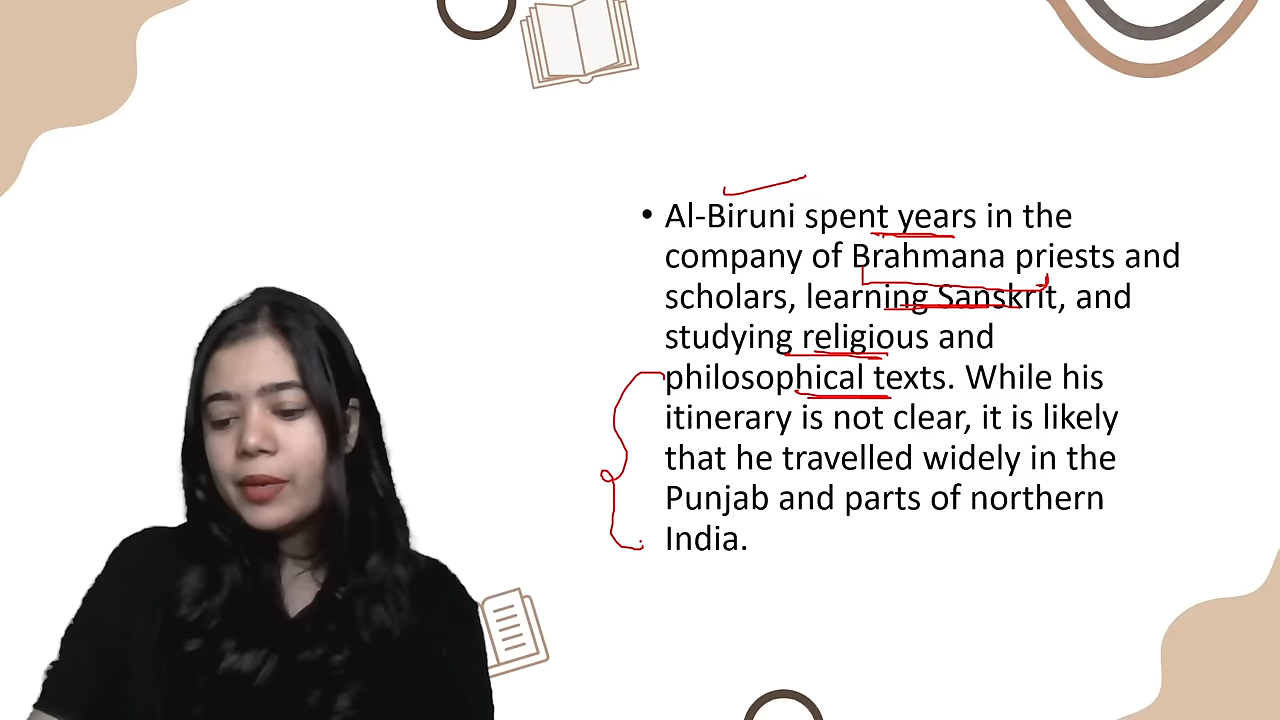 • Al-Biruni spent years in the
company of Brahmana priests and
scholars, learning Sanskrit, and
studying religious and
philosophical texts. While his
itinerary is not clear, it is likely
that he travelled widely in the
Punjab and parts of northern
India.